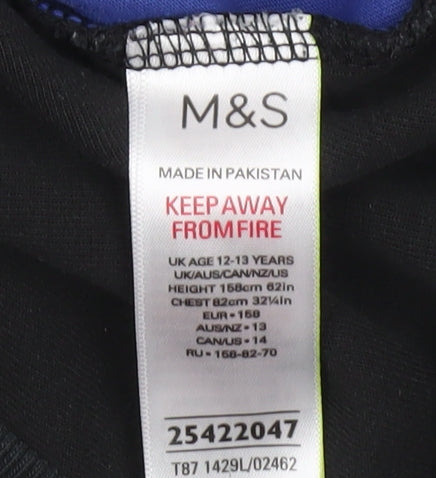 M&S
MADE IN PAKISTAN
KEEP AWAY
FROM FIRE
UK AGE 12-13 YEARS
UK/AUS/CAN/NZ/US
HEIGHT 158cm 62in
CHEST 82cm 32¼in
EUR - 158
AUS/NZ - 13
CAN/US - 14
RU - 158-82-70
25422047
T87 1429L/02462